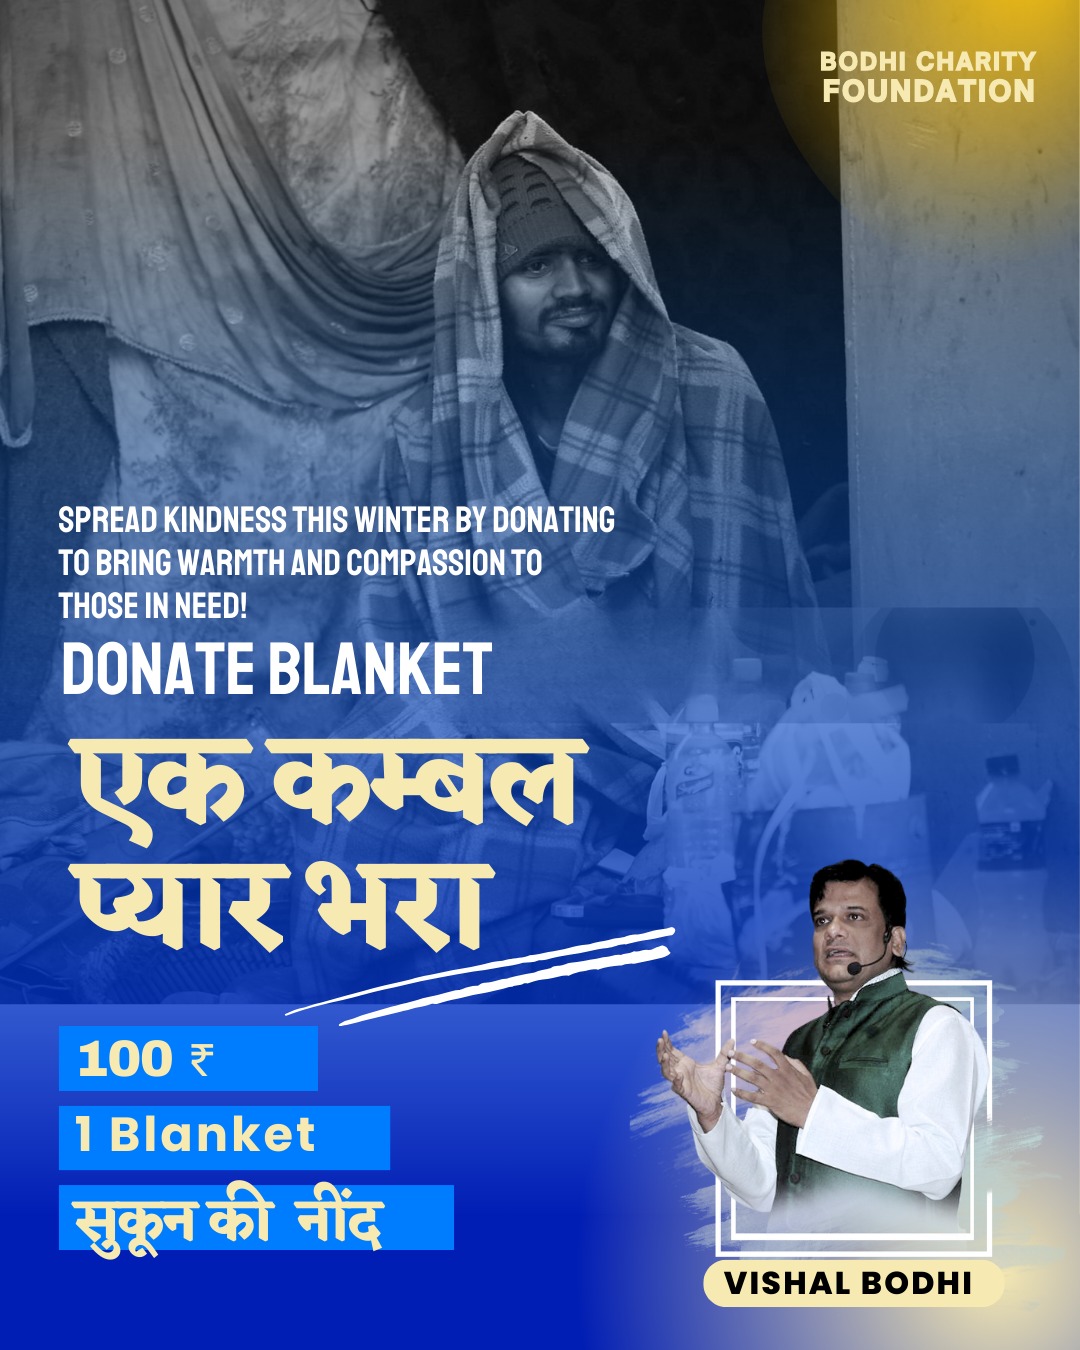 BODHI CHARITY
FOUNDATION
SPREAD KINDNESS THIS WINTER BY DONATING
TO BRING WARMTH AND COMPASSION TO
THOSE IN NEED!
DONATE BLANKET
एक कम्बल
प्यार भरा
100 ₹
1 Blanket
सुकून की नींद
VISHAL BODHI